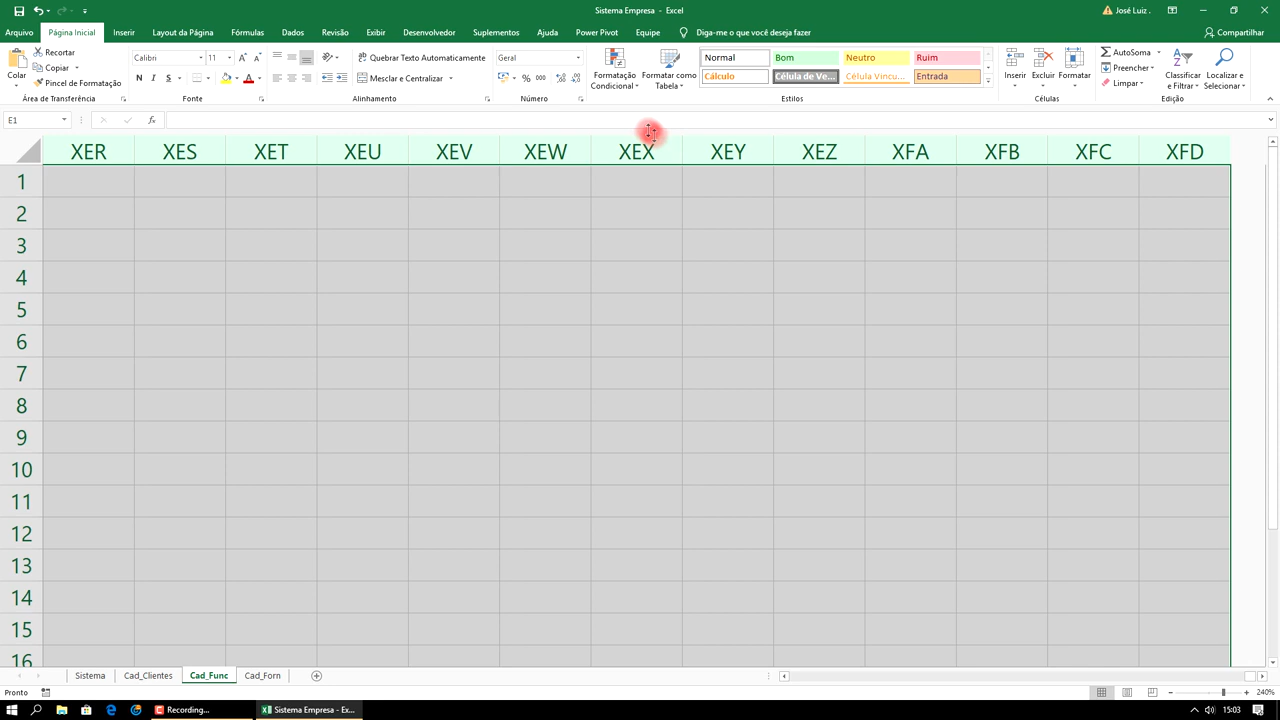 Sistema Empresa - Excel
José Luiz .
Arquivo Página Inicial Inserir Layout da Página Fórmulas Dados Revisão Exibir Desenvolvedor Suplementos Ajuda Power Pivot Equipe Diga-me o que você deseja fazer Compartilhar
Colar
Recortar
Copiar
Pincel de Formatação
Área de Transferência
Calibri 11
N I S
Fonte
Quebrar Texto Automaticamente
Mesclar e Centralizar
Alinhamento
Geral
% 000
Número
Formatação Condicional
Formatar como Tabela
Normal Bom Neutro Ruim
Cálculo Célula de Ve... Célula Vincu... Entrada
Estilos
Inserir Excluir Formatar
Células
AutoSoma
Preencher
Limpar
Classificar e Filtrar
Localizar e Selecionar
Edição
E1 fx
XER XES XET XEU XEV XEW XEX XEY XEZ XFA XFB XFC XFD
1
2
3
4
5
6
7
8
9
10
11
12
13
14
15
16
Sistema Cad_Clientes Cad_Func Cad_Forn
Pronto 240%
Recording... Sistema Empresa - Ex... 15:03